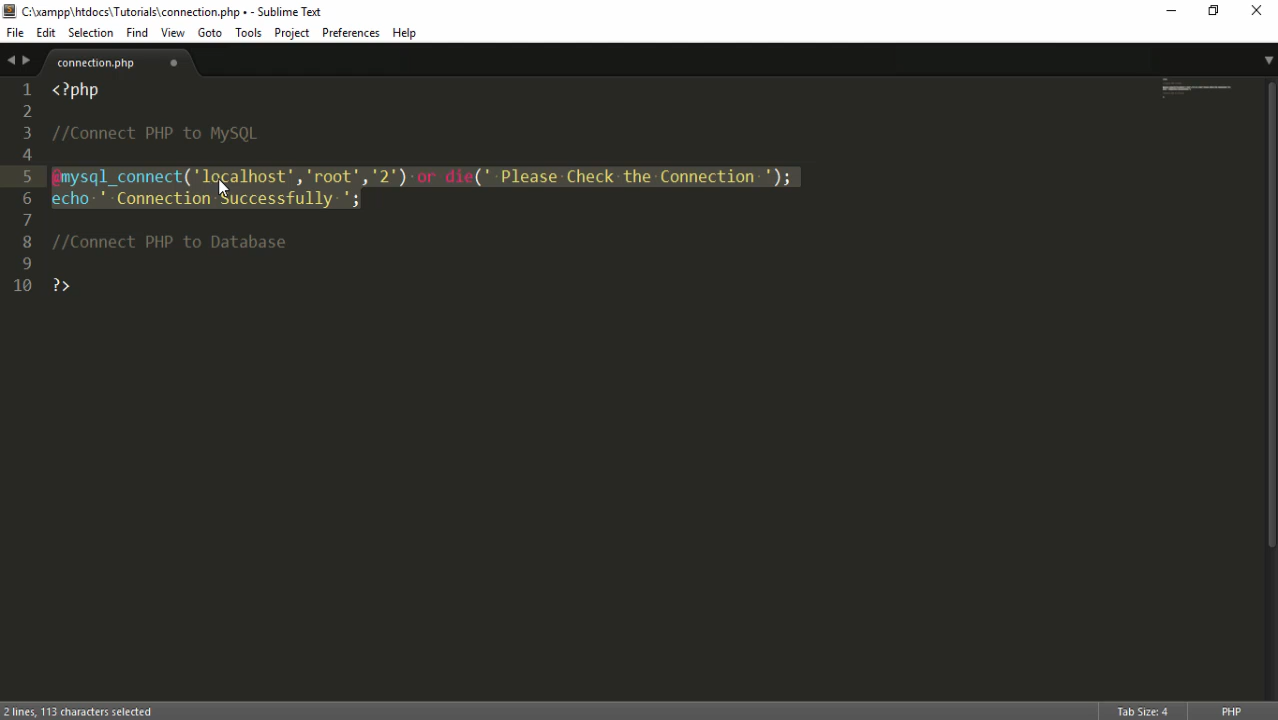 C:\xampp\htdocs\Tutorials\connection.php • - Sublime Text
File Edit Selection Find View Goto Tools Project Preferences Help
connection.php
1 <?php
2
3 //Connect PHP to MySQL
4
5 @mysql_connect('localhost','root','2') or die(' Please Check the Connection ');
6 echo ' Connection Successfully ';
7
8 //Connect PHP to Database
9
10 ?>
2 lines, 113 characters selected Tab Size: 4 PHP